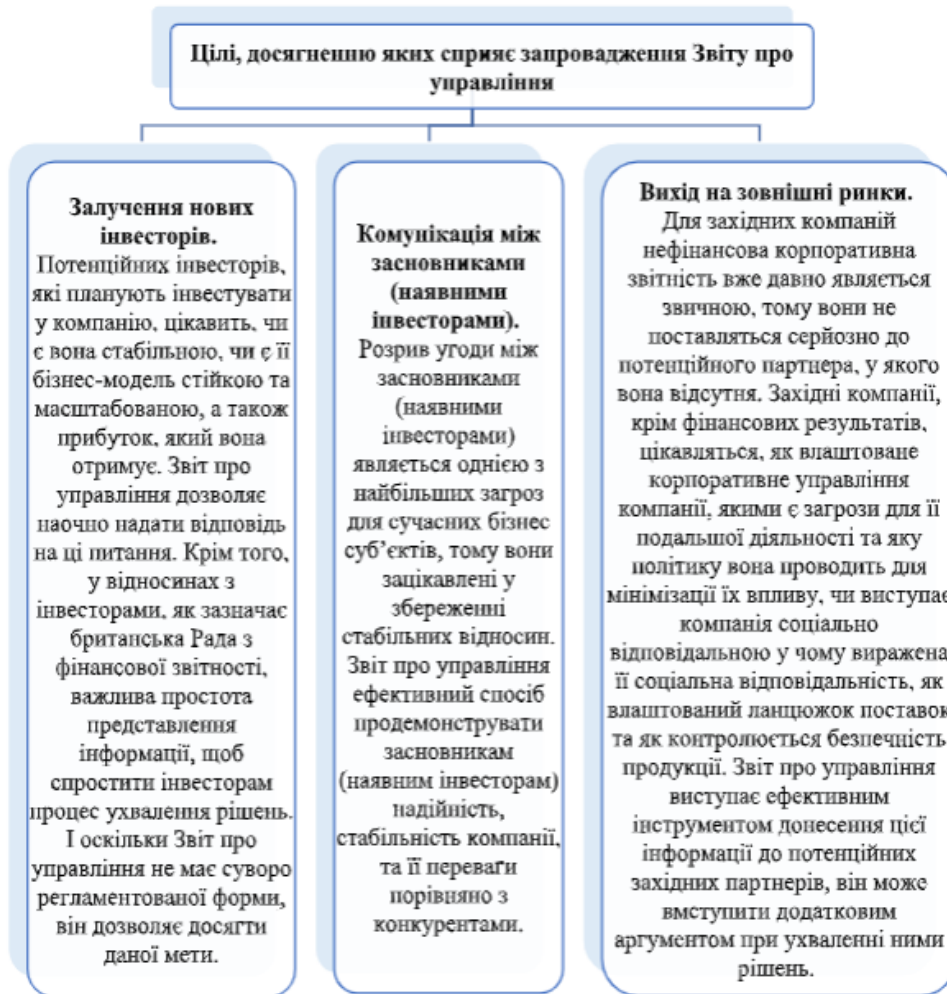 Цілі, досягненню яких сприяє запровадження Звіту про
управління
Залучення нових
інвесторів.
Потенційних інвесторів,
які планують інвестувати
у компанію, цікавить, чи
є вона стабільною, чи є її
бізнес-модель стійкою та
масштабованою, а також
прибуток, який вона
отримує. Звіт про
управління дозволяє
наочно надати відповідь
на ці питання. Крім того,
у відносинах з
інвесторами, як зазначає
британська Рада з
фінансової звітності,
важлива простота
представлення
інформації, щоб
спростити інвесторам
процес ухвалення рішень.
І оскільки Звіт про
управління не має суворо
регламентованої форми,
він дозволяє досягти
даної мети.
Комунікація між
засновниками
(наявними
інвесторами).
Розрив угоди між
засновниками
(наявними
інвесторами)
являється однією з
найбільших загроз
для сучасних бізнес
суб’єктів, тому вони
зацікавлені у
збереженні
стабільних відносин.
Звіт про управління
ефективний спосіб
продемонструвати
засновникам
(наявним інвесторам)
надійність,
стабільність компанії,
та її переваги
порівняно з
конкурентами.
Вихід на зовнішні ринки.
Для західних компаній
нефінансова корпоративна
звітність вже давно являється
звичною, тому вони не
поставляться серйозно до
потенційного партнера, у якого
вона відсутня. Західні компанії,
крім фінансових результатів,
цікавляться, як влаштоване
корпоративне управління
компанії, якими є загрози для її
подальшої діяльності та яку
політику вона проводить для
мінімізації їх впливу, чи виступає
компанія соціально
відповідальною у чому виражена
її соціальна відповідальність, як
влаштований ланцюжок поставок
та як контролюється безпечність
продукції. Звіт про управління
виступає ефективним
інструментом донесення цієї
інформації до потенційних
західних партнерів, він може
вмступити додатковим
аргументом при ухваленні ними
рішень.